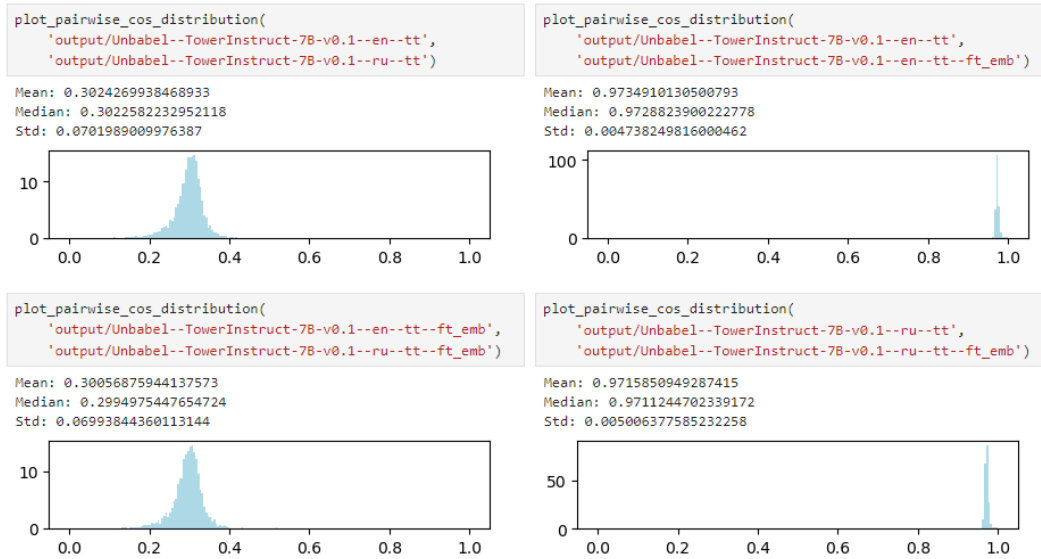 plot_pairwise_cos_distribution(
'output/Unbabel--TowerInstruct-7B-v0.1--en--tt',
'output/Unbabel--TowerInstruct-7B-v0.1--ru--tt')
Mean: 0.3024269938468933
Median: 0.3022582232952118
Std: 0.0701989009976387
10
0
0.0 0.2 0.4 0.6 0.8 1.0
plot_pairwise_cos_distribution(
'output/Unbabel--TowerInstruct-7B-v0.1--en--tt',
'output/Unbabel--TowerInstruct-7B-v0.1--en--tt--ft_emb')
Mean: 0.9734910130500793
Median: 0.9728823900222778
Std: 0.004738249816000462
100
0
0.0 0.2 0.4 0.6 0.8 1.0
plot_pairwise_cos_distribution(
'output/Unbabel--TowerInstruct-7B-v0.1--en--tt--ft_emb',
'output/Unbabel--TowerInstruct-7B-v0.1--ru--tt--ft_emb')
Mean: 0.30056875944137573
Median: 0.2994975447654724
Std: 0.06993844360113144
10
0
0.0 0.2 0.4 0.6 0.8 1.0
plot_pairwise_cos_distribution(
'output/Unbabel--TowerInstruct-7B-v0.1--ru--tt',
'output/Unbabel--TowerInstruct-7B-v0.1--ru--tt--ft_emb')
Mean: 0.9715850949287415
Median: 0.9711244702339172
Std: 0.005006377585232258
50
0
0.0 0.2 0.4 0.6 0.8 1.0